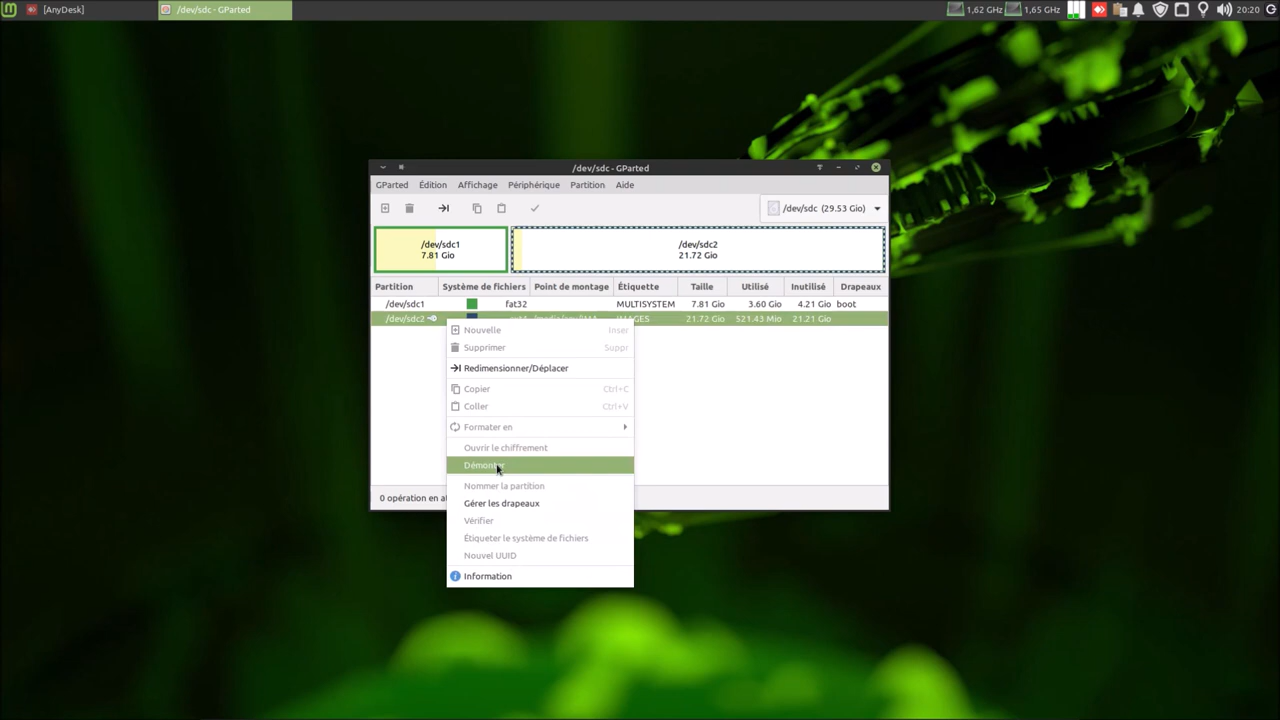 [AnyDesk]
/dev/sdc - GParted
1,62 GHz
1,65 GHz
20:20
/dev/sdc - GParted
GParted Édition Affichage Périphérique Partition Aide
/dev/sdc (29.53 Gio)
/dev/sdc1
7.81 Gio
/dev/sdc2
21.72 Gio
Partition Système de fichiers Point de montage Étiquette Taille Utilisé Inutilisé Drapeaux
/dev/sdc1 fat32 MULTISYSTEM 7.81 Gio 3.60 Gio 4.21 Gio boot
/dev/sdc2 21.72 Gio 521.43 Mio 21.21 Gio
Nouvelle Inser
Supprimer Suppr
Redimensionner/Déplacer
Copier Ctrl+C
Coller Ctrl+V
Formater en
Ouvrir le chiffrement
Démonter
Nommer la partition
0 opération en
Gérer les drapeaux
Vérifier
Étiqueter le système de fichiers
Nouvel UUID
Information